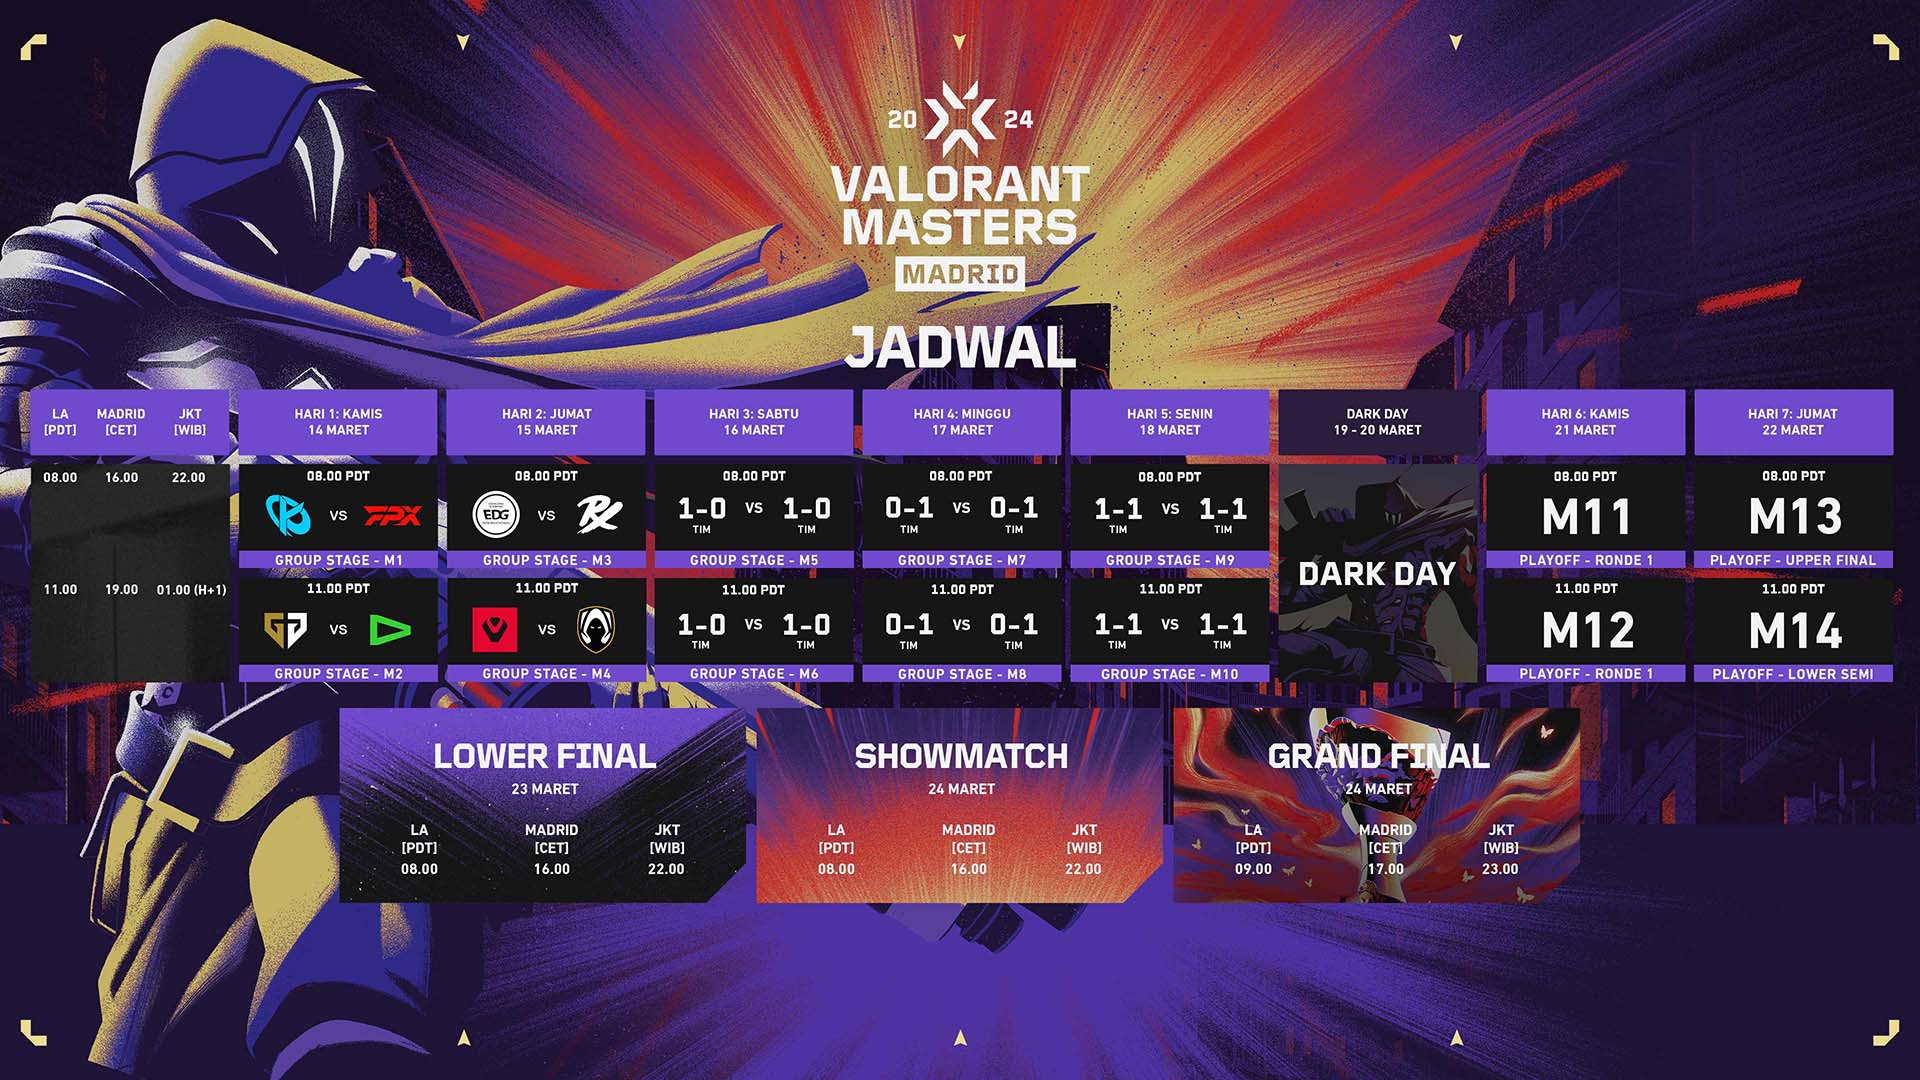 20 24
VALORANT
MASTERS
MADRID
JADWAL
LA
[PDT]
MADRID
[CET]
JKT
[WIB]
HARI 1: KAMIS
14 MARET
HARI 2: JUMAT
15 MARET
HARI 3: SABTU
16 MARET
HARI 4: MINGGU
17 MARET
HARI 5: SENIN
18 MARET
DARK DAY
19 - 20 MARET
HARI 6: KAMIS
21 MARET
HARI 7: JUMAT
22 MARET
08.00 16.00 22.00
08.00 PDT
VS FPX
GROUP STAGE - M1
08.00 PDT
EDG VS
GROUP STAGE - M3
08.00 PDT
1-0 VS 1-0
TIM TIM
GROUP STAGE - M5
08.00 PDT
0-1 VS 0-1
TIM TIM
GROUP STAGE - M7
08.00 PDT
1-1 VS 1-1
TIM TIM
GROUP STAGE - M9
DARK DAY
08.00 PDT
M11
PLAYOFF - RONDE 1
08.00 PDT
M13
PLAYOFF - UPPER FINAL
11.00 19.00 01.00 (H+1)
11.00 PDT
VS
GROUP STAGE - M2
11.00 PDT
VS
GROUP STAGE - M4
11.00 PDT
1-0 VS 1-0
TIM TIM
GROUP STAGE - M6
11.00 PDT
0-1 VS 0-1
TIM TIM
GROUP STAGE - M8
11.00 PDT
1-1 VS 1-1
TIM TIM
GROUP STAGE - M10
11.00 PDT
M12
PLAYOFF - RONDE 1
11.00 PDT
M14
PLAYOFF - LOWER SEMI
LOWER FINAL
23 MARET
LA MADRID JKT
[PDT] [CET] [WIB]
08.00 16.00 22.00
SHOWMATCH
24 MARET
LA MADRID JKT
[PDT] [CET] [WIB]
08.00 16.00 22.00
GRAND FINAL
24 MARET
LA MADRID JKT
[PDT] [CET] [WIB]
09.00 17.00 23.00